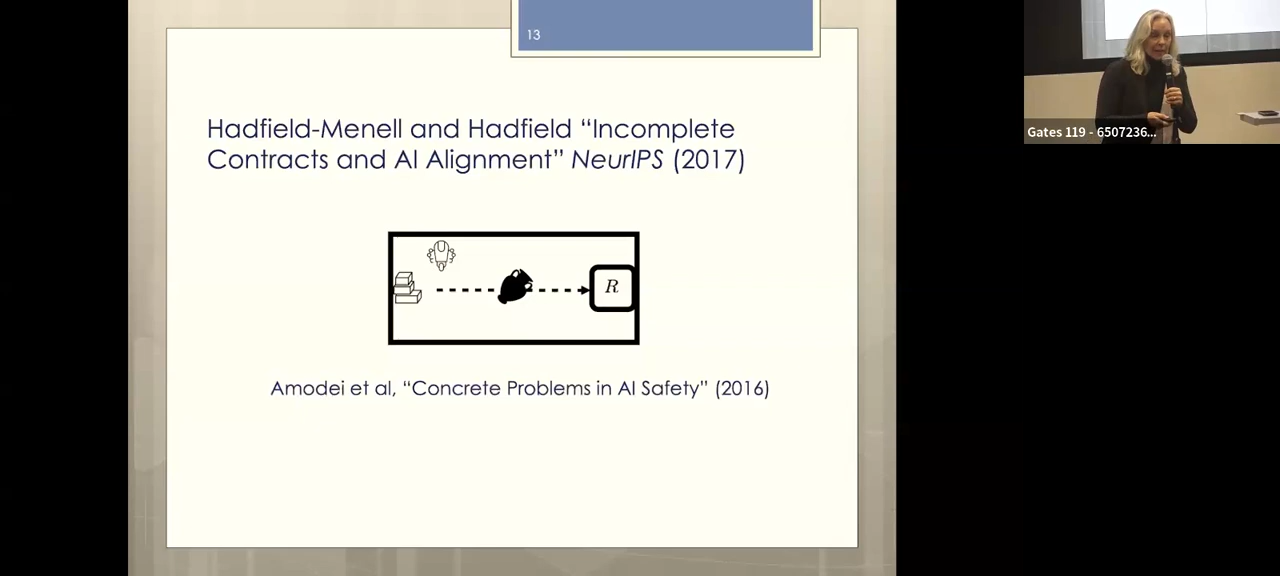 13
Hadfield-Menell and Hadfield “Incomplete
Contracts and AI Alignment” NeurIPS (2017)
R
Amodei et al, “Concrete Problems in AI Safety” (2016)
Gates 119 - 6507236...